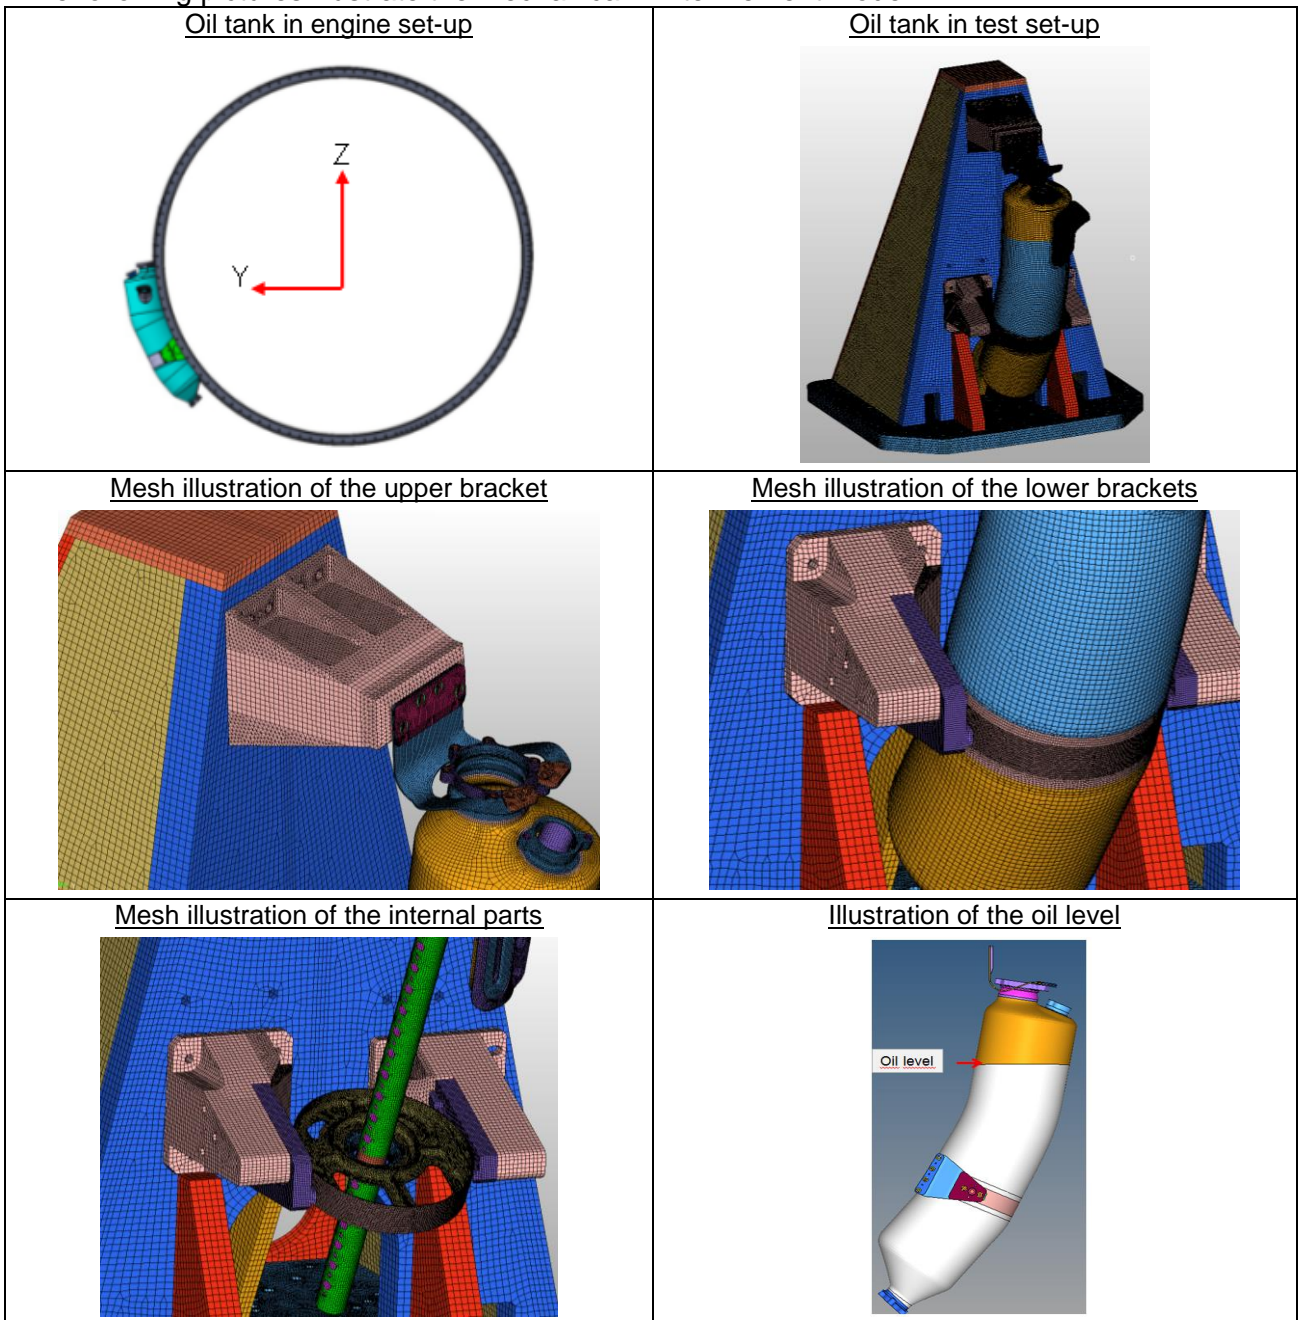 Oil tank in engine set-up
Oil tank in test set-up
Z
Y
Mesh illustration of the upper bracket
Mesh illustration of the lower brackets
Mesh illustration of the internal parts
Illustration of the oil level
Oil level